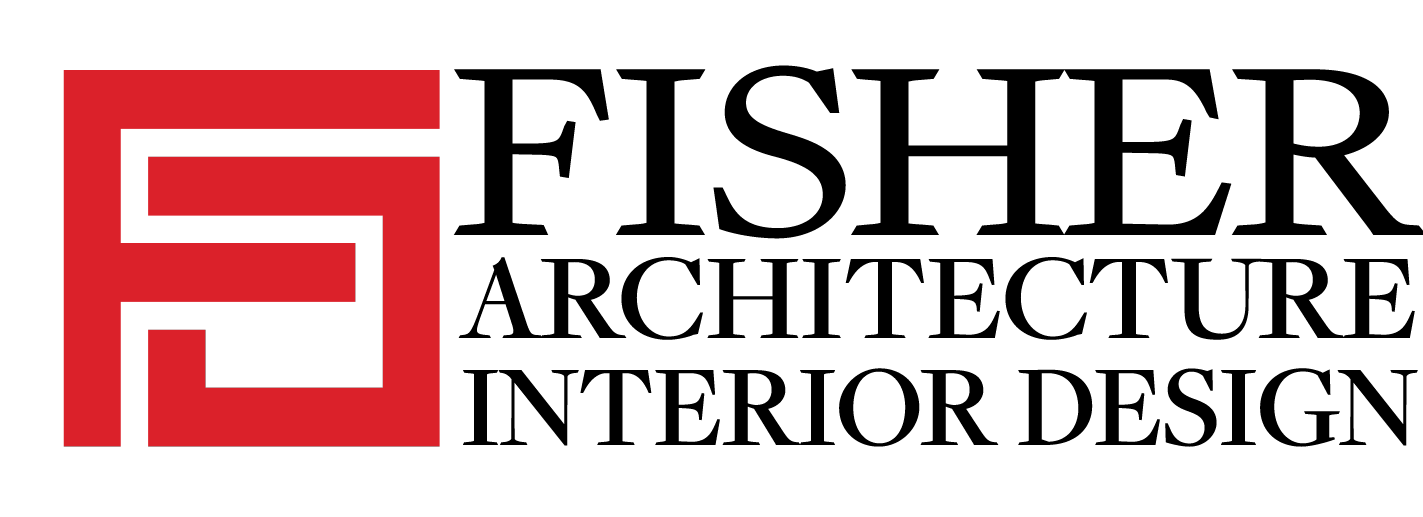 FISHER
ARCHITECTURE
INTERIOR DESIGN